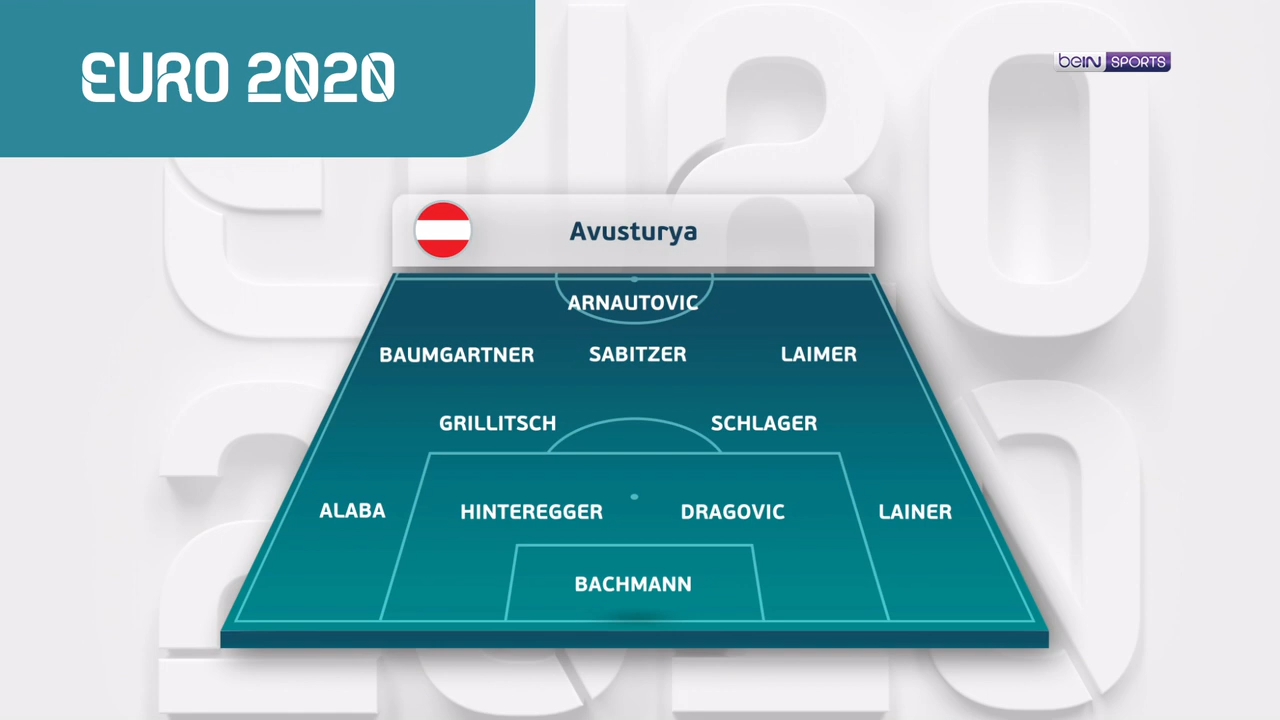 EURO 2020
beIN SPORTS
Avusturya
ARNAUTOVIC
BAUMGARTNER SABITZER LAIMER
GRILLITSCH SCHLAGER
ALABA HINTEREGGER DRAGOVIC LAINER
BACHMANN